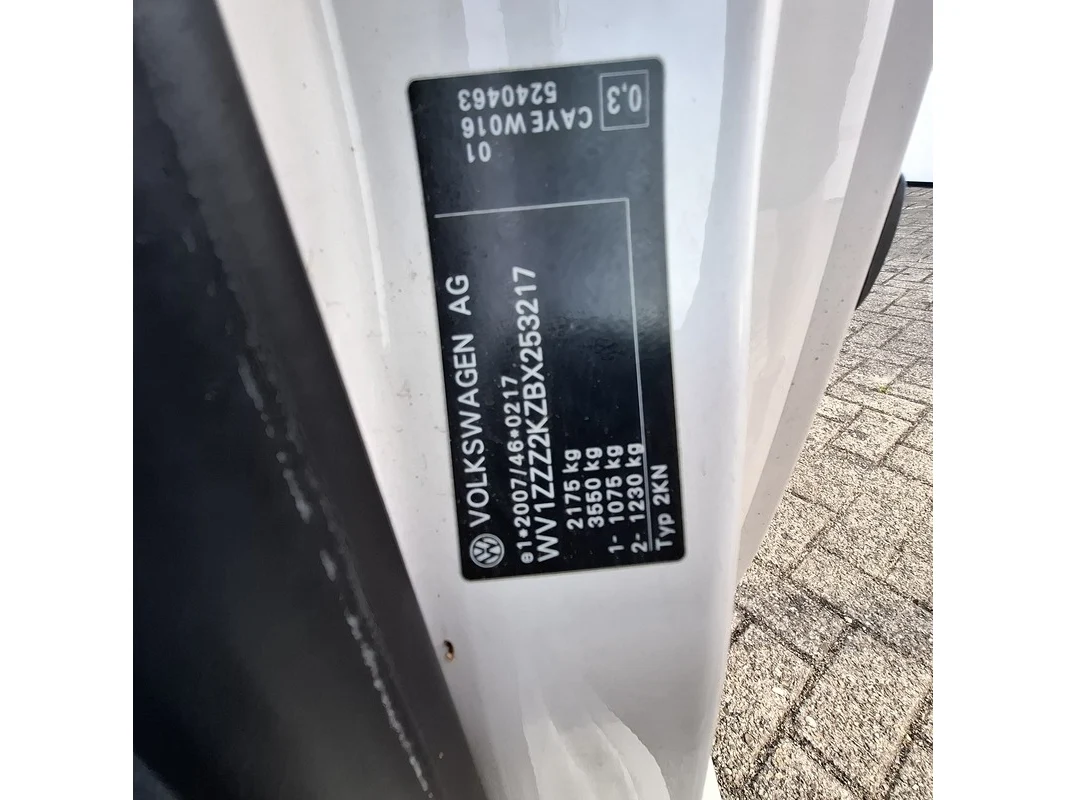 VOLKSWAGEN AG
e1*2007/46*0217
WV1ZZZ2KZBX253217
2175 kg
3550 kg
1- 1075 kg
2- 1230 kg
Typ 2KN
5240463
CAYE W016
01
0,3